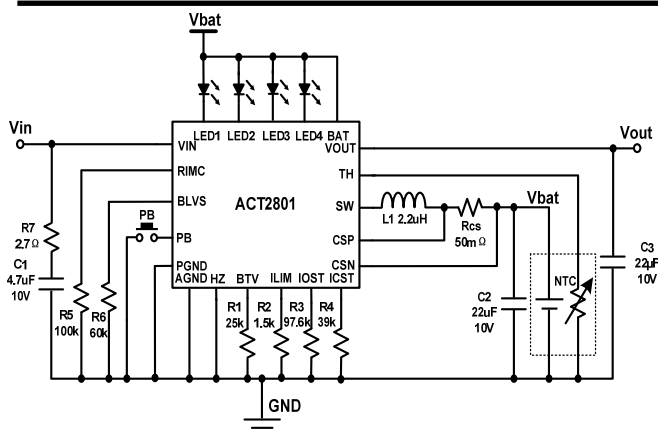 Vbat
LED1 LED2 LED3 LED4 BAT
Vin
VIN
VOUT
Vout
RIMC
TH
BLVS
ACT2801
SW
L1 2.2uH
Rcs
50mΩ
Vbat
PB
PB
CSP
R7
2.7Ω
C1
4.7uF
10V
PGND
AGND
HZ
BTV
ILIM
IOST
ICST
CSN
NTC
C3
22µF
10V
R5
100k
R6
60k
R1
25k
R2
1.5k
R3
97.6k
R4
39k
C2
22uF
10V
GND